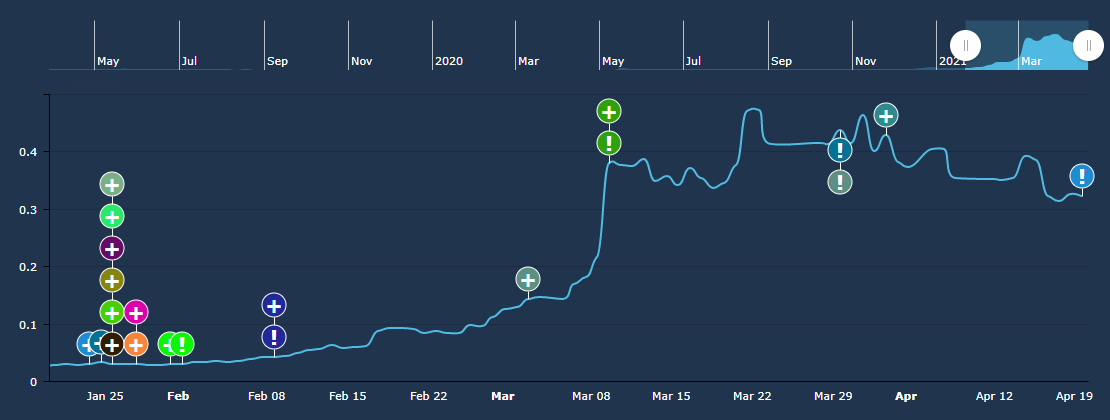 May Jul Sep Nov 2020 Mar May Jul Sep Nov 2021 Mar
0.4
0.3
0.2
0.1
0
Jan 25 Feb Feb 08 Feb 15 Feb 22 Mar Mar 08 Mar 15 Mar 22 Mar 29 Apr Apr 12 Apr 19